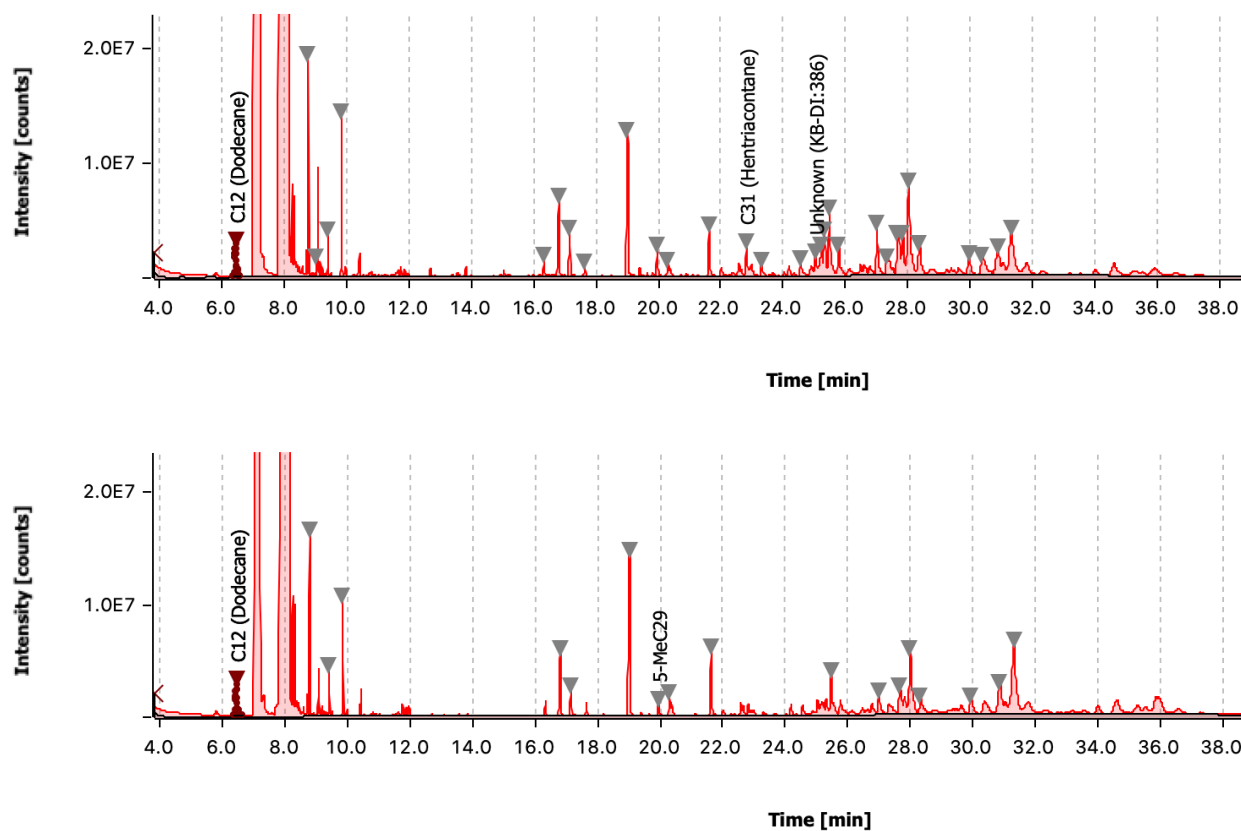 Intensity [counts]
2.0E7
1.0E7
C12 (Dodecane)
C31 (Hentriacontane)
Unknown (KB-DI:386)
4.0 6.0 8.0 10.0 12.0 14.0 16.0 18.0 20.0 22.0 24.0 26.0 28.0 30.0 32.0 34.0 36.0 38.0
Time [min]
Intensity [counts]
2.0E7
1.0E7
C12 (Dodecane)
5-MeC29
4.0 6.0 8.0 10.0 12.0 14.0 16.0 18.0 20.0 22.0 24.0 26.0 28.0 30.0 32.0 34.0 36.0 38.0
Time [min]